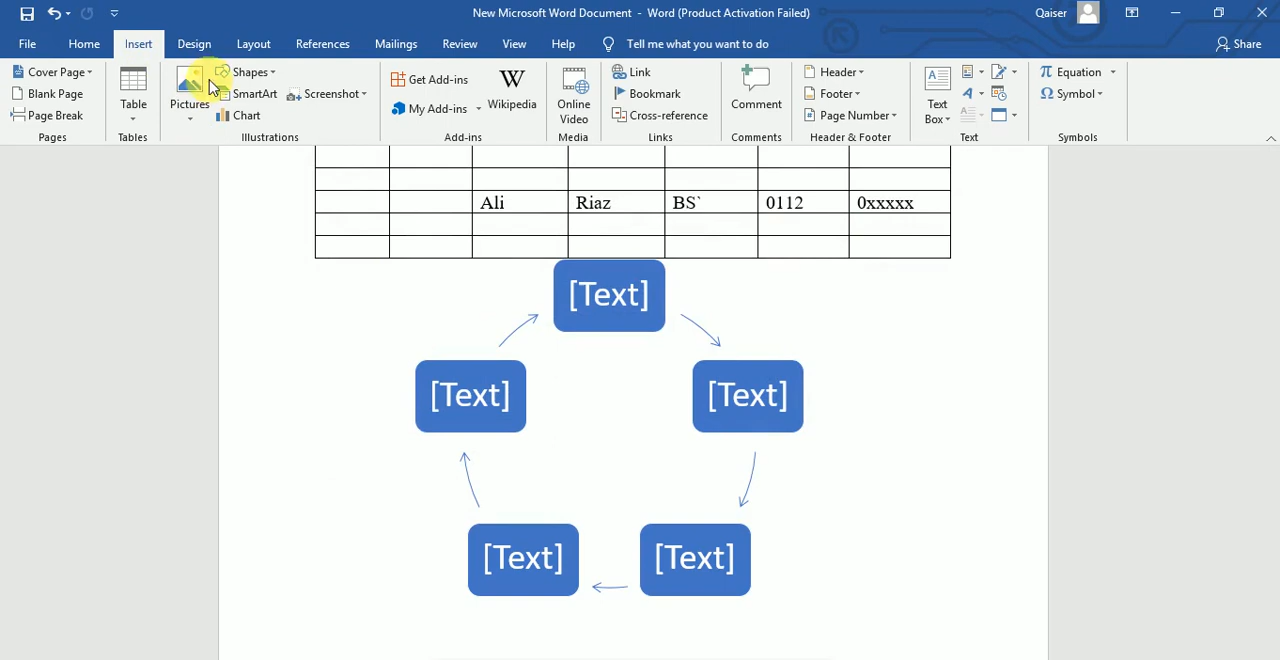 New Microsoft Word Document - Word (Product Activation Failed)
Qaiser
File Home Insert Design Layout References Mailings Review View Help Tell me what you want to do
Share
Cover Page
Blank Page
Page Break
Pages
Table
Tables
Pictures
Shapes
SmartArt
Chart
Screenshot
Illustrations
Get Add-ins
My Add-ins
W
Wikipedia
Add-ins
Online
Video
Media
Link
Bookmark
Cross-reference
Links
Comment
Comments
Header
Footer
Page Number
Header & Footer
Text
Box
Text
Equation
Symbol
Symbols
Ali Riaz BS` 0112 0xxxxx
[Text]
[Text] [Text]
[Text] [Text]